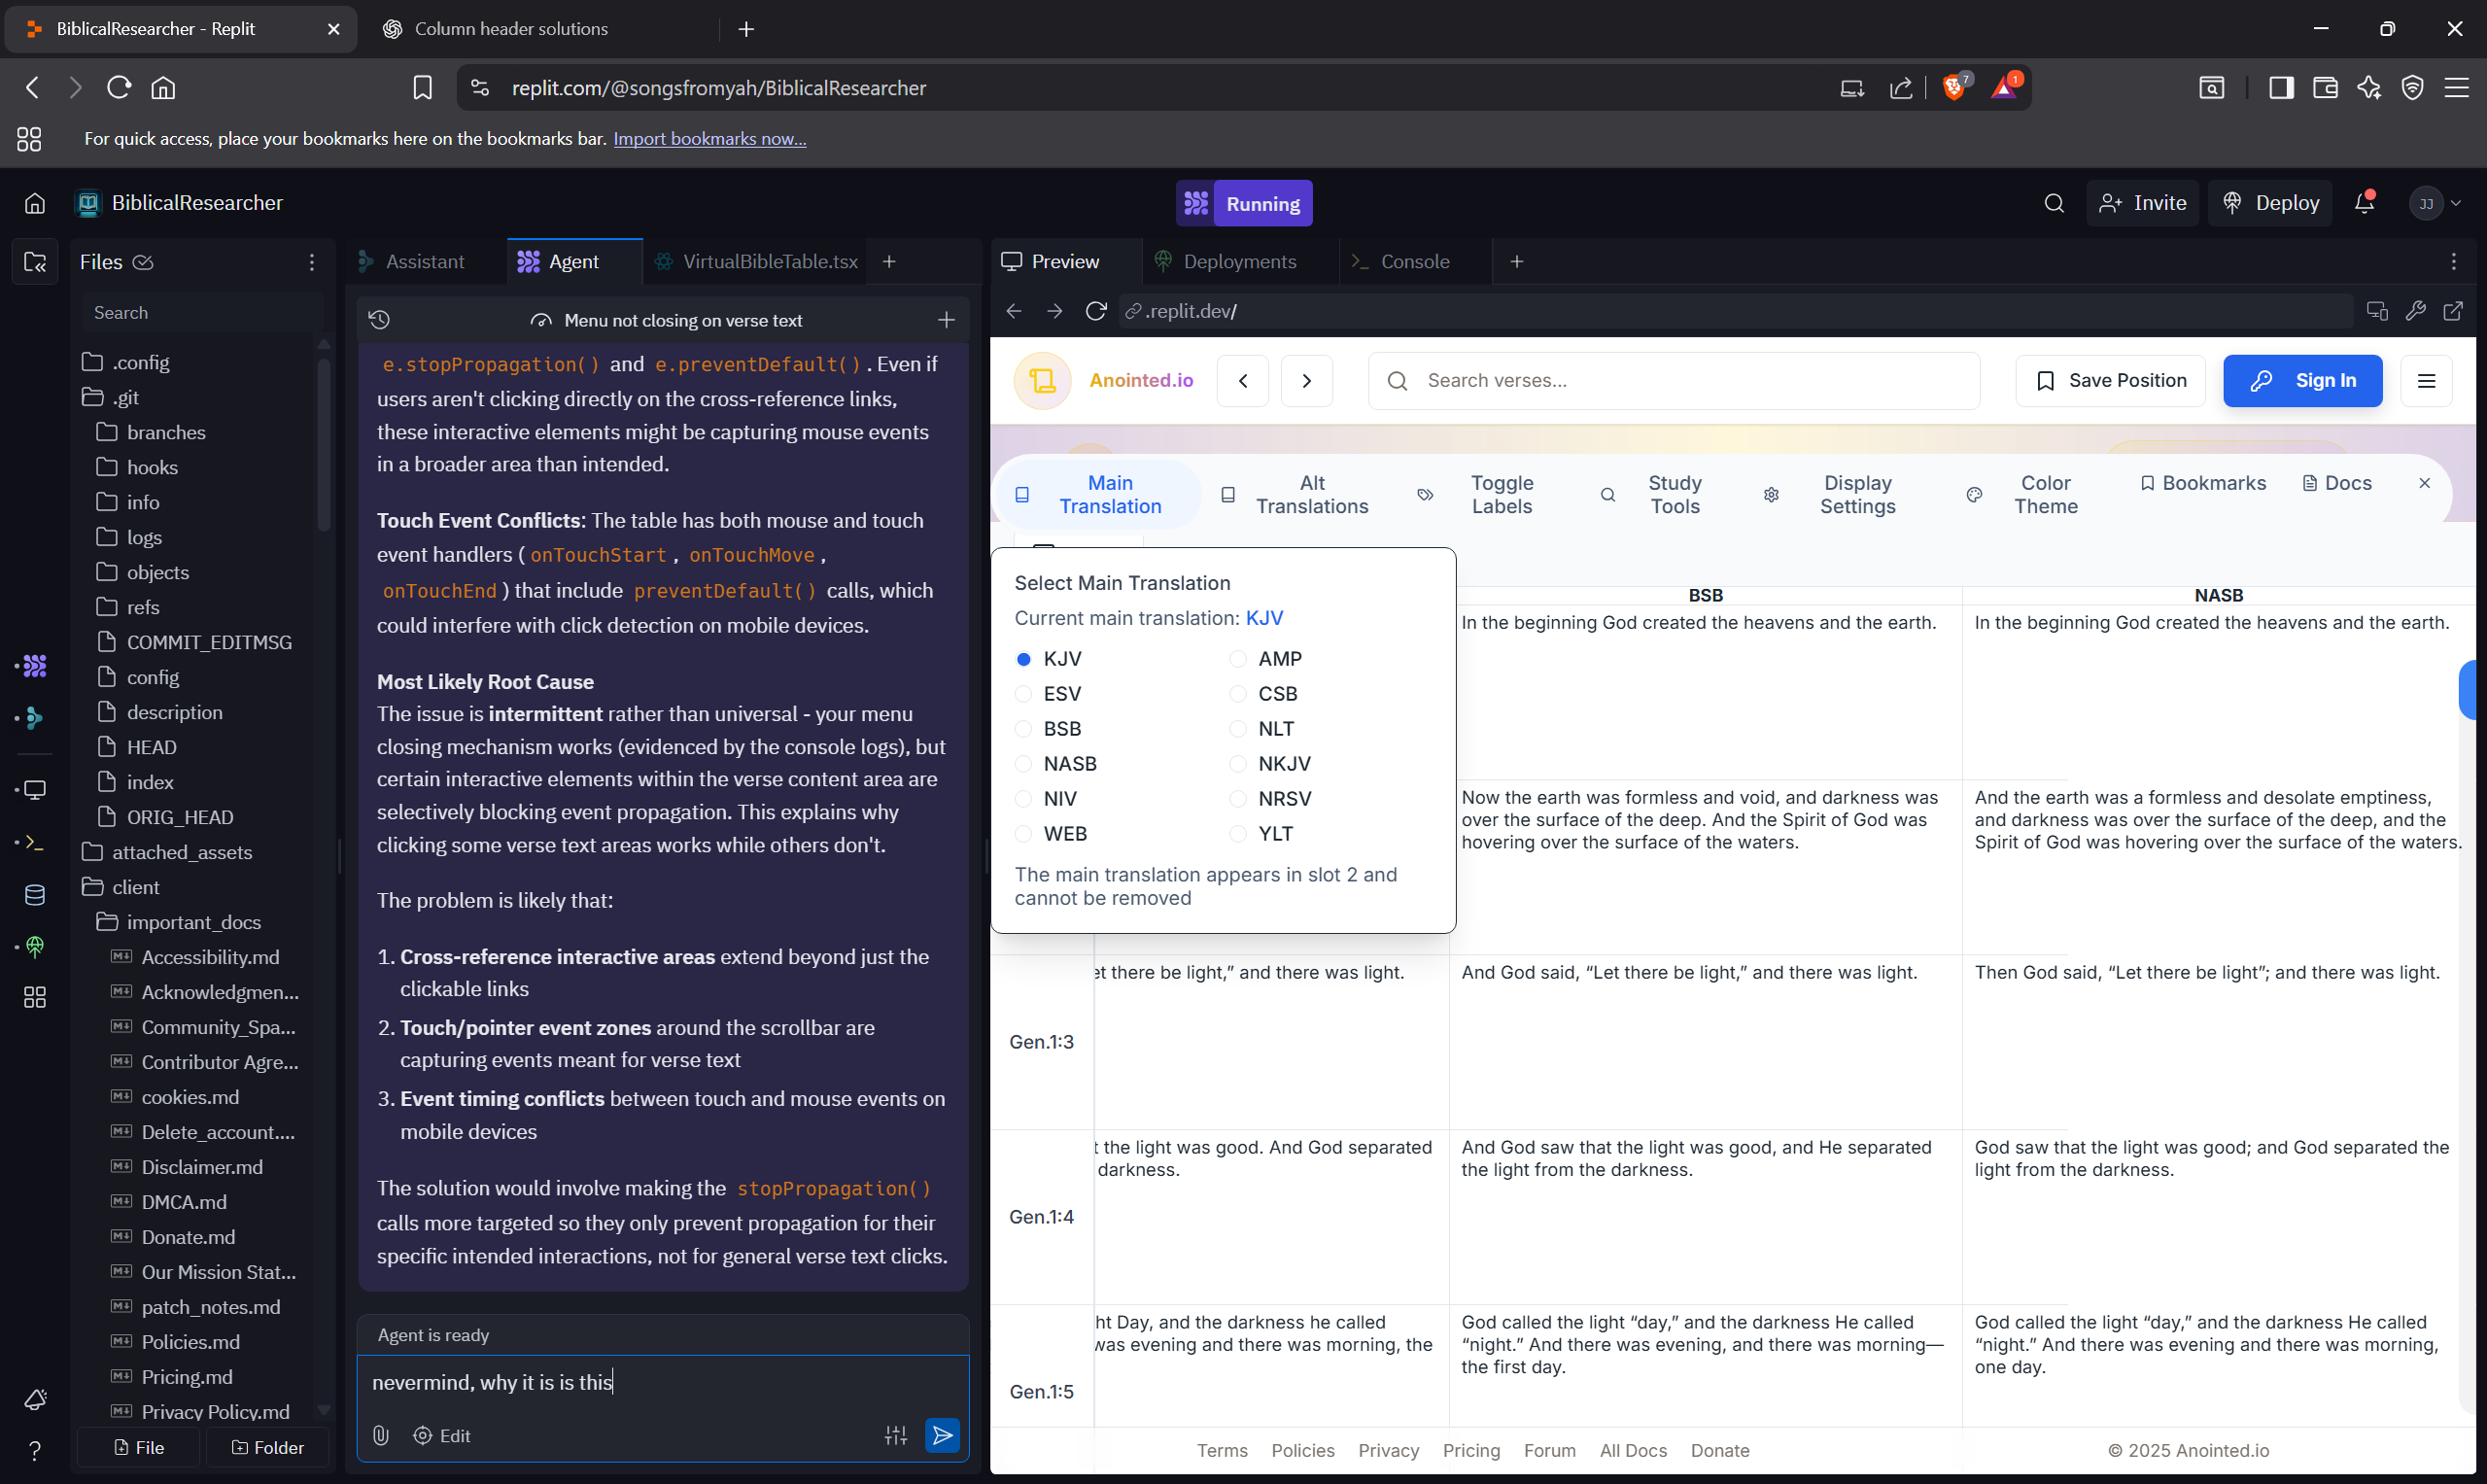 BiblicalResearcher - Replit
Column header solutions
replit.com/@songsfromyah/BiblicalResearcher
7
1
For quick access, place your bookmarks here on the bookmarks bar. Import bookmarks now...
BiblicalResearcher
Running
Invite
Deploy
JJ
Files
Search
.config
.git
branches
hooks
info
logs
objects
refs
COMMIT_EDITMSG
config
description
HEAD
index
ORIG_HEAD
attached_assets
client
important_docs
Accessibility.md
Acknowledgmen...
Community_Spa...
Contributor Agre...
cookies.md
Delete_account....
Disclaimer.md
DMCA.md
Donate.md
Our Mission Stat...
patch_notes.md
Policies.md
Pricing.md
Privacy Policy.md
File
Folder
Assistant
Agent
VirtualBibleTable.tsx
Menu not closing on verse text
e.stopPropagation() and e.preventDefault(). Even if
users aren't clicking directly on the cross-reference links,
these interactive elements might be capturing mouse events
in a broader area than intended.
Touch Event Conflicts: The table has both mouse and touch
event handlers ( onTouchStart , onTouchMove ,
onTouchEnd ) that include preventDefault() calls, which
could interfere with click detection on mobile devices.
Most Likely Root Cause
The issue is intermittent rather than universal - your menu
closing mechanism works (evidenced by the console logs), but
certain interactive elements within the verse content area are
selectively blocking event propagation. This explains why
clicking some verse text areas works while others don't.
The problem is likely that:
1. Cross-reference interactive areas extend beyond just the
clickable links
2. Touch/pointer event zones around the scrollbar are
capturing events meant for verse text
3. Event timing conflicts between touch and mouse events on
mobile devices
The solution would involve making the stopPropagation()
calls more targeted so they only prevent propagation for their
specific intended interactions, not for general verse text clicks.
Agent is ready
nevermind, why it is is this
Edit
Preview
Deployments
Console
.replit.dev/
Anointed.io
Search verses...
Save Position
Sign In
Main
Translation
Alt
Translations
Toggle
Labels
Study
Tools
Display
Settings
Color
Theme
Bookmarks
Docs
Select Main Translation
Current main translation: KJV
KJV
AMP
ESV
CSB
BSB
NLT
NASB
NKJV
NIV
NRSV
WEB
YLT
The main translation appears in slot 2 and
cannot be removed
BSB
NASB
In the beginning God created the heavens and the earth.
In the beginning God created the heavens and the earth.
Now the earth was formless and void, and darkness was
over the surface of the deep. And the Spirit of God was
hovering over the surface of the waters.
And the earth was a formless and desolate emptiness,
and darkness was over the surface of the deep, and the
Spirit of God was hovering over the surface of the waters.
Gen.1:3
et there be light,” and there was light.
And God said, “Let there be light,” and there was light.
Then God said, “Let there be light”; and there was light.
Gen.1:4
t the light was good. And God separated
darkness.
And God saw that the light was good, and He separated
the light from the darkness.
God saw that the light was good; and God separated the
light from the darkness.
Gen.1:5
ht Day, and the darkness he called
was evening and there was morning, the
God called the light “day,” and the darkness He called
“night.” And there was evening, and there was morning—
the first day.
God called the light “day,” and the darkness He called
“night.” And there was evening and there was morning,
one day.
Terms
Policies
Privacy
Pricing
Forum
All Docs
Donate
© 2025 Anointed.io